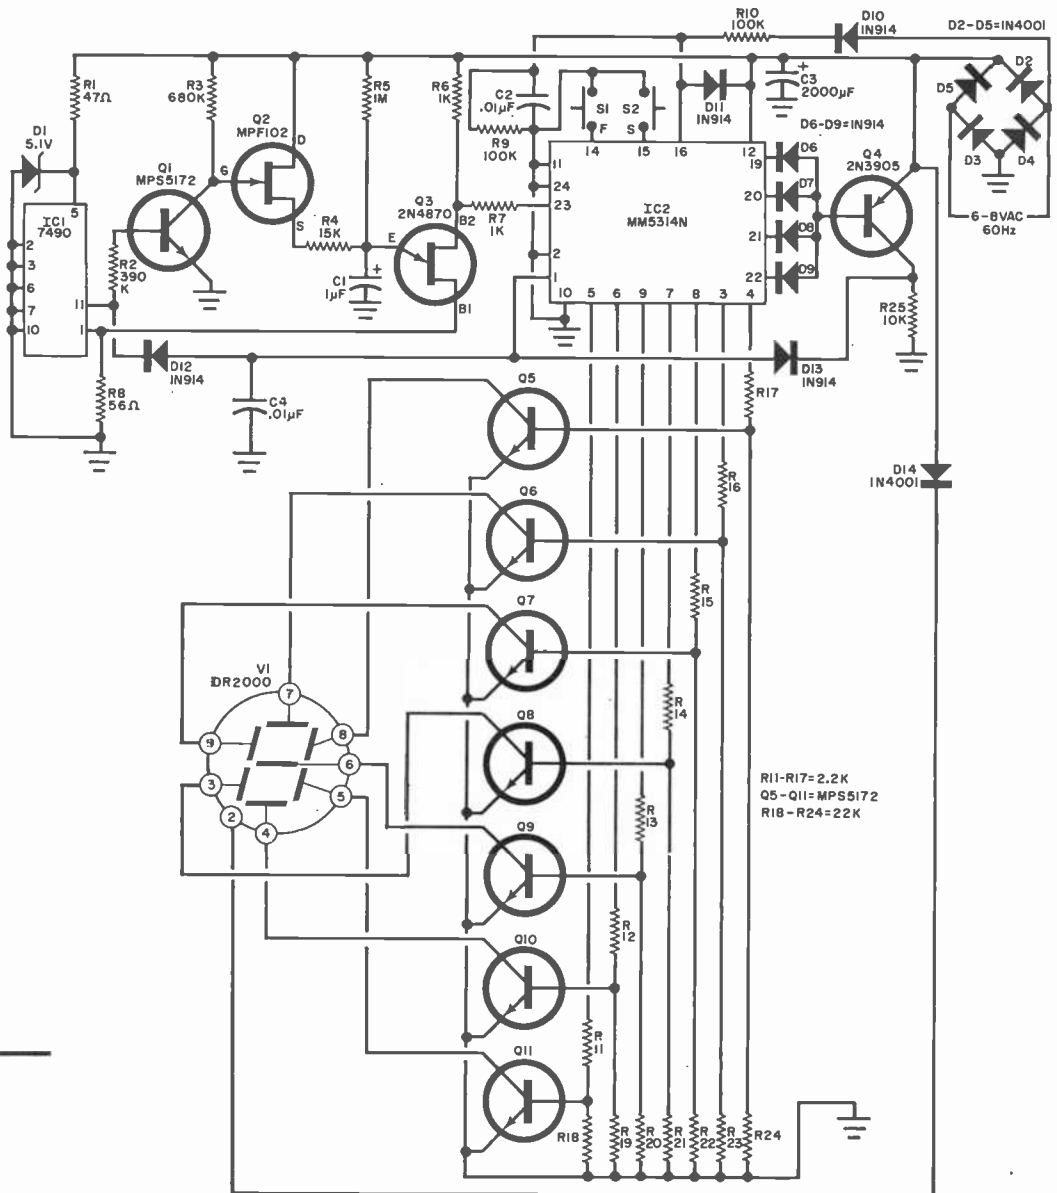 R10
100K
D10
1N914
D2-D5=1N4001
R1
47Ω
R3
680K
Q2
MPF102
R5
1M
R6
1K
C2
.01µF
S1
S2
F
S
D11
1N914
C3
2000µF
+
D5
D2
D3
D4
D1
5.1V
Q1
MPS5172
D
G
S
R9
100K
14
15
16
12
D6-D9=1N914
D6
D7
D8
D9
Q4
2N3905
6-8VAC
60Hz
5
IC1
7490
2
3
6
7
10
11
1
R2
390
K
R4
15K
Q3
2N4870
E
B2
B1
R7
1K
C1
1µF
+
11
24
23
2
1
10
IC2
MM5314N
19
20
21
22
5
6
9
7
8
3
4
R25
10K
D12
1N914
R8
56Ω
C4
.01µF
D13
1N914
R17
Q5
D14
1N4001
R
16
Q6
R
15
Q7
V1
DR2000
7
9
8
6
3
5
2
4
R
14
Q8
R11-R17=2.2K
Q5-Q11=MPS5172
R18-R24=22K
R
13
Q9
R
12
Q10
R
11
Q11
R18
R
19
R
20
R
21
R
22
R
23
R24